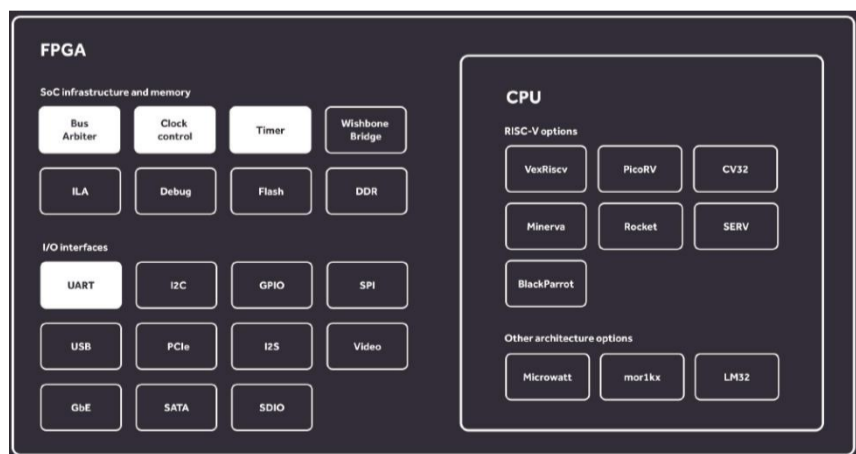 FPGA
SoC infrastructure and memory
Bus
Arbiter
Clock
control
Timer
Wishbone
Bridge
ILA
Debug
Flash
DDR
I/O interfaces
UART
I2C
GPIO
SPI
USB
PCIe
I2S
Video
GbE
SATA
SDIO
CPU
RISC-V options
VexRiscv
PicoRV
CV32
Minerva
Rocket
SERV
BlackParrot
Other architecture options
Microwatt
mor1kx
LM32